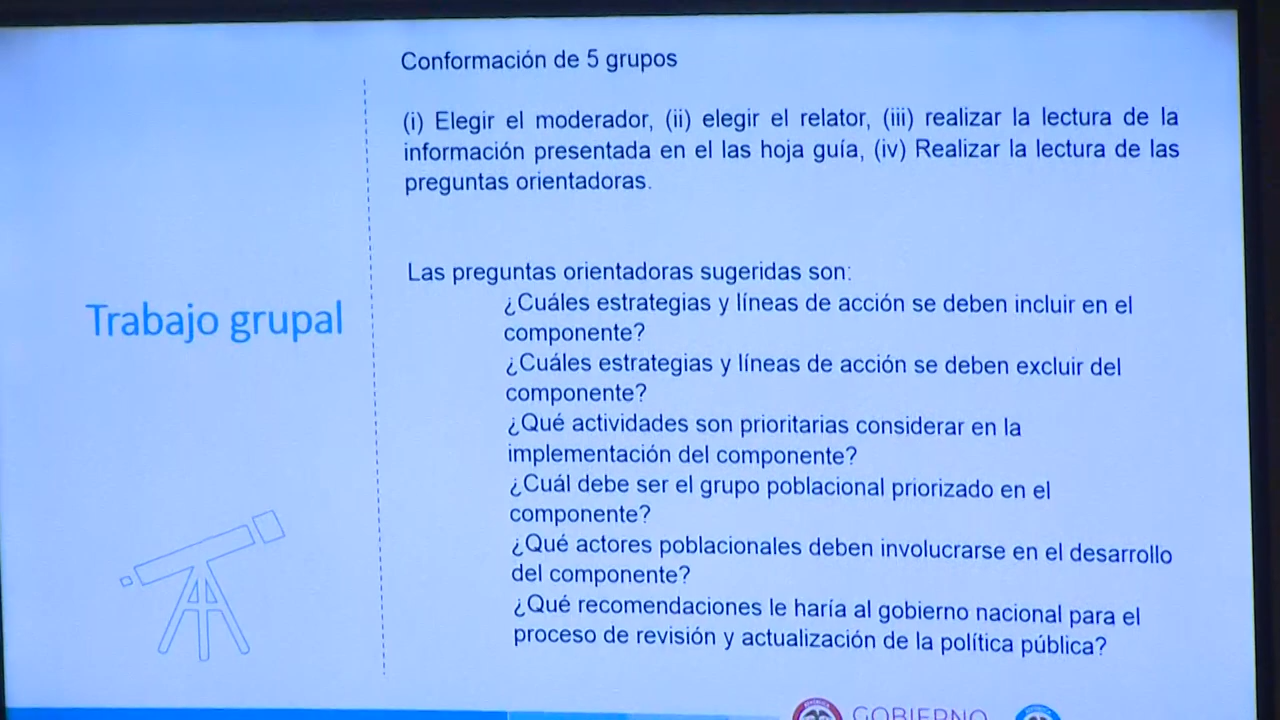 Conformación de 5 grupos
(i) Elegir el moderador, (ii) elegir el relator, (iii) realizar la lectura de la
información presentada en el las hoja guía, (iv) Realizar la lectura de las
preguntas orientadoras.
Trabajo grupal
Las preguntas orientadoras sugeridas son:
¿Cuáles estrategias y líneas de acción se deben incluir en el
componente?
¿Cuáles estrategias y líneas de acción se deben excluir del
componente?
¿Qué actividades son prioritarias considerar en la
implementación del componente?
¿Cuál debe ser el grupo poblacional priorizado en el
componente?
¿Qué actores poblacionales deben involucrarse en el desarrollo
del componente?
¿Qué recomendaciones le haría al gobierno nacional para el
proceso de revisión y actualización de la política pública?
GOBIERNO